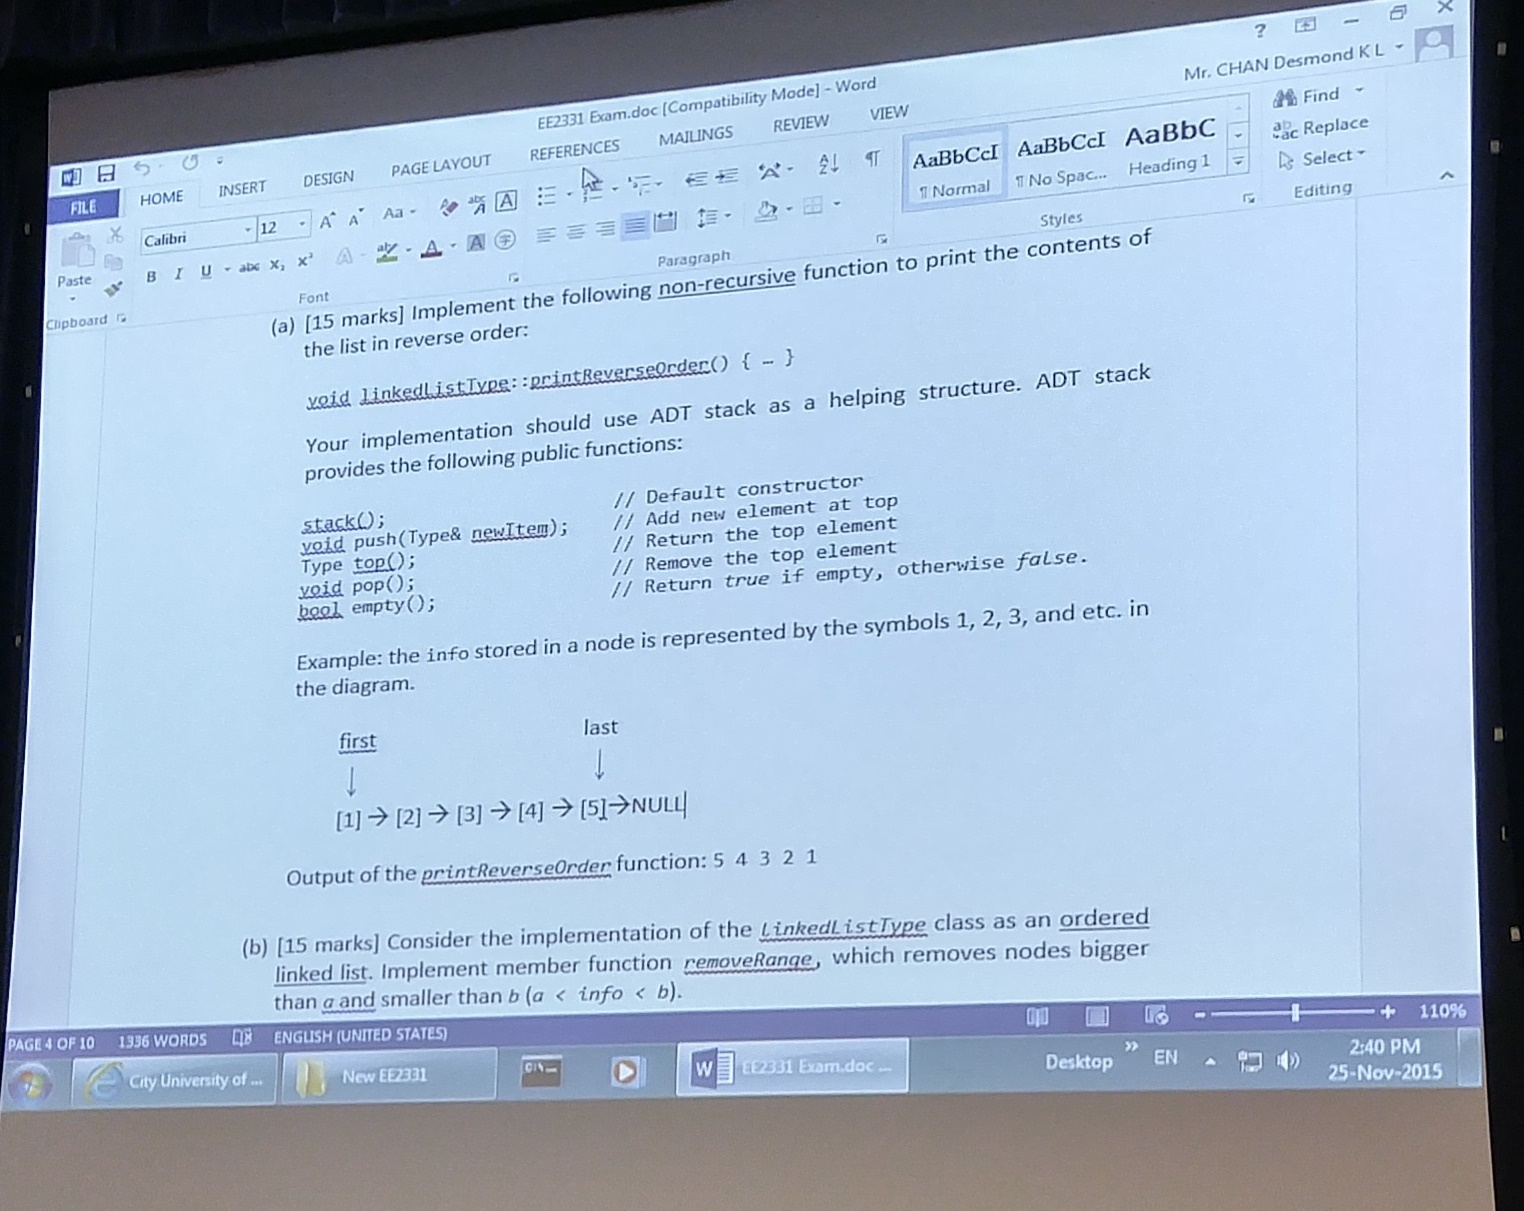 EE2331 Exam.doc [Compatibility Mode] - Word
?
Mr. CHAN Desmond K L
FILE
HOME
INSERT
DESIGN
PAGE LAYOUT
REFERENCES
MAILINGS
REVIEW
VIEW
Paste
Clipboard
Calibri
12
Aa
B I U abc X₂ X²
Font
Paragraph
AaBbCcI
¶ Normal
AaBbCcI
¶ No Spac...
AaBbC
Heading 1
Styles
Find
Replace
Select
Editing
(a) [15 marks] Implement the following non-recursive function to print the contents of
the list in reverse order:
void linkedListType::printReverseOrder() { … }
Your implementation should use ADT stack as a helping structure. ADT stack
provides the following public functions:
stack(); // Default constructor
void push(Type& newItem); // Add new element at top
Type top(); // Return the top element
void pop(); // Remove the top element
bool empty(); // Return true if empty, otherwise false.
Example: the info stored in a node is represented by the symbols 1, 2, 3, and etc. in
the diagram.
first last
[1] → [2] → [3] → [4] → [5]→NULL
Output of the printReverseOrder function: 5 4 3 2 1
(b) [15 marks] Consider the implementation of the LinkedListType class as an ordered
linked list. Implement member function removeRange, which removes nodes bigger
than a and smaller than b (a < info < b).
PAGE 4 OF 10 1336 WORDS ENGLISH (UNITED STATES) 110%
City University of ...
New EE2331
EE2331 Exam.doc ...
Desktop
EN
2:40 PM
25-Nov-2015